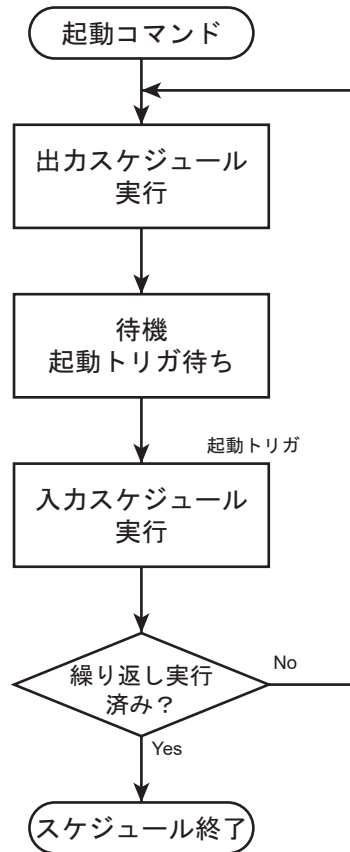 起動コマンド
出力スケジュール
実行
待機
起動トリガ待ち
起動トリガ
入力スケジュール
実行
繰り返し実行
済み？
No
Yes
スケジュール終了